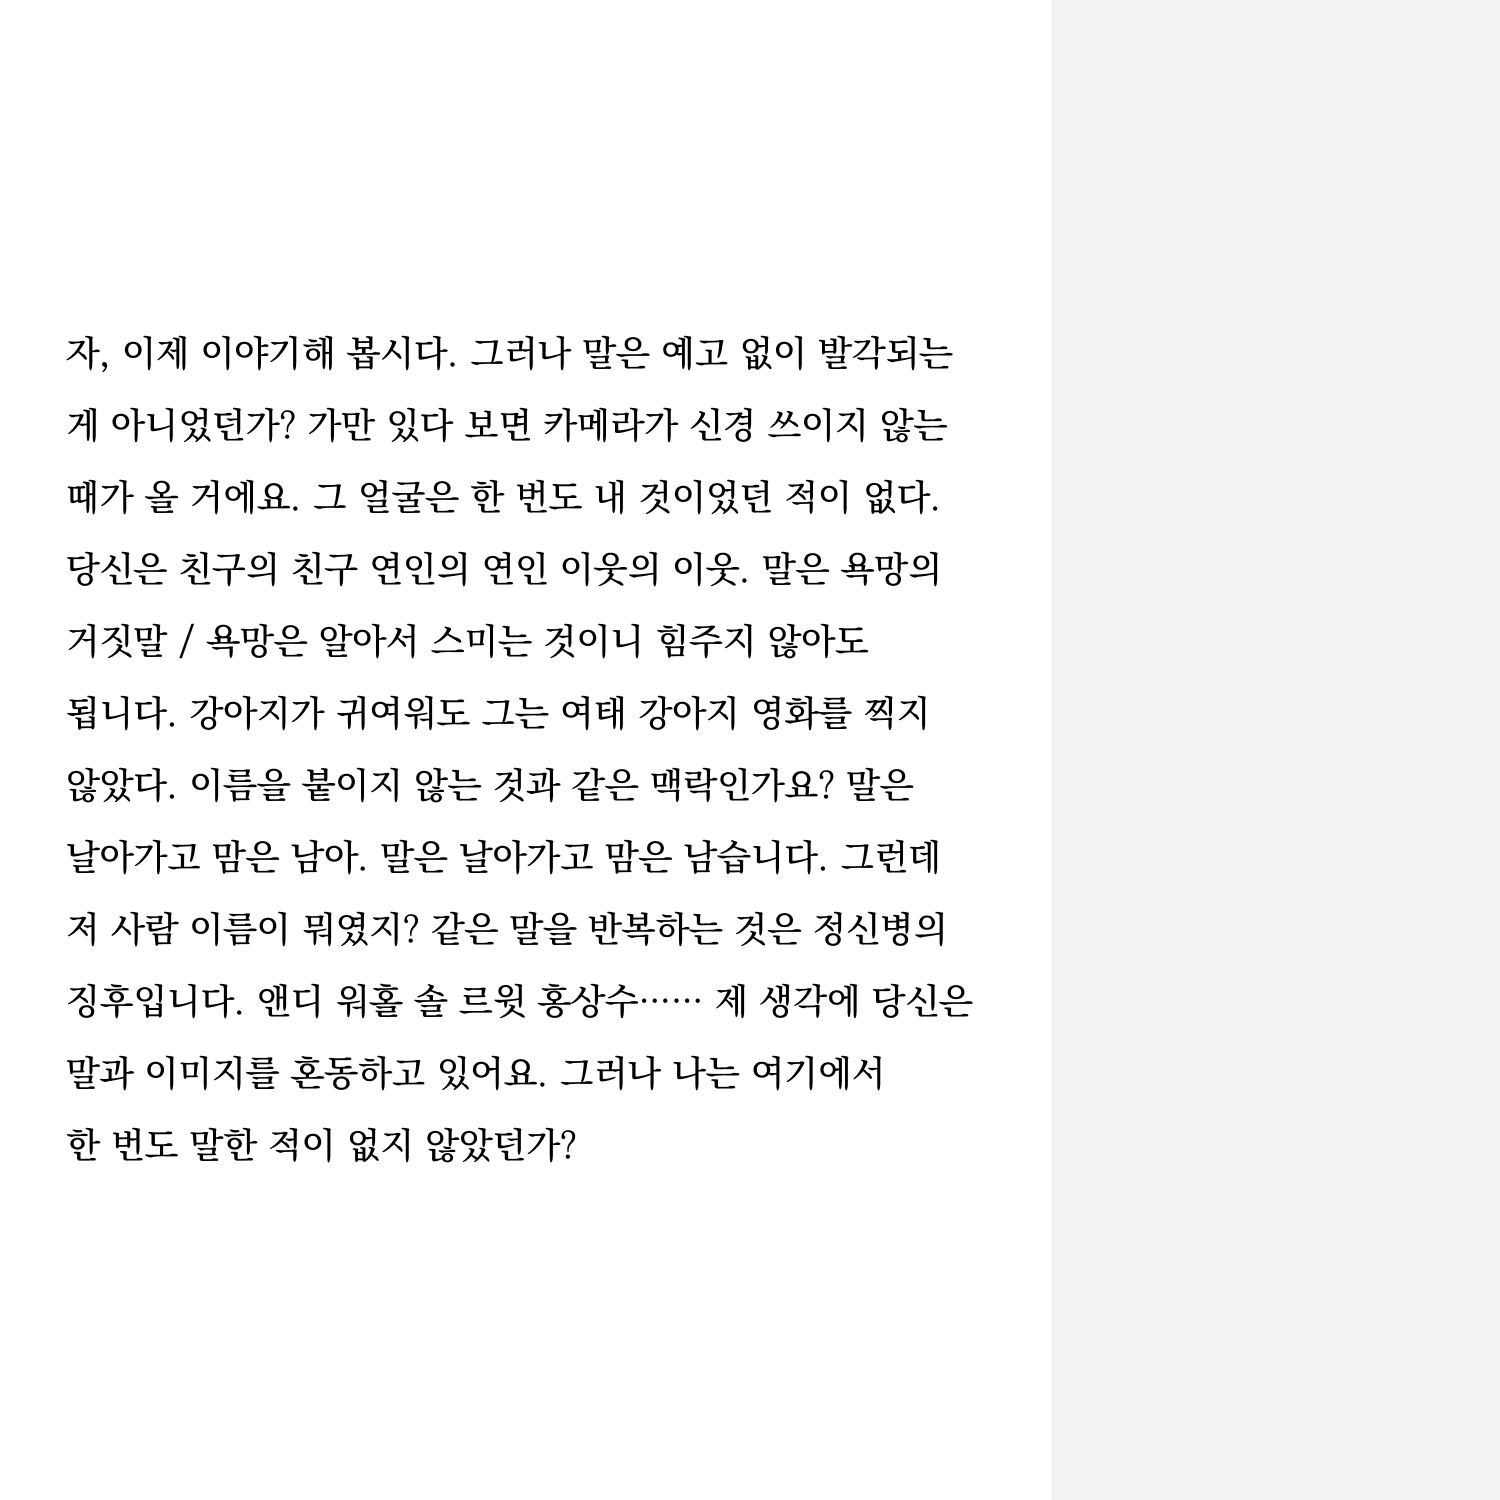 자, 이제 이야기해 봅시다. 그러나 말은 예고 없이 발각되는
게 아니었던가? 가만 있다 보면 카메라가 신경 쓰이지 않는
때가 올 거에요. 그 얼굴은 한 번도 내 것이었던 적이 없다.
당신은 친구의 친구 연인의 연인 이웃의 이웃. 말은 욕망의
거짓말 / 욕망은 알아서 스미는 것이니 힘주지 않아도
됩니다. 강아지가 귀여워도 그는 여태 강아지 영화를 찍지
않았다. 이름을 붙이지 않는 것과 같은 맥락인가요? 말은
날아가고 맘은 남아. 말은 날아가고 맘은 남습니다. 그런데
저 사람 이름이 뭐였지? 같은 말을 반복하는 것은 정신병의
징후입니다. 앤디 워홀 솔 르윗 홍상수…… 제 생각에 당신은
말과 이미지를 혼동하고 있어요. 그러나 나는 여기에서
한 번도 말한 적이 없지 않았던가?